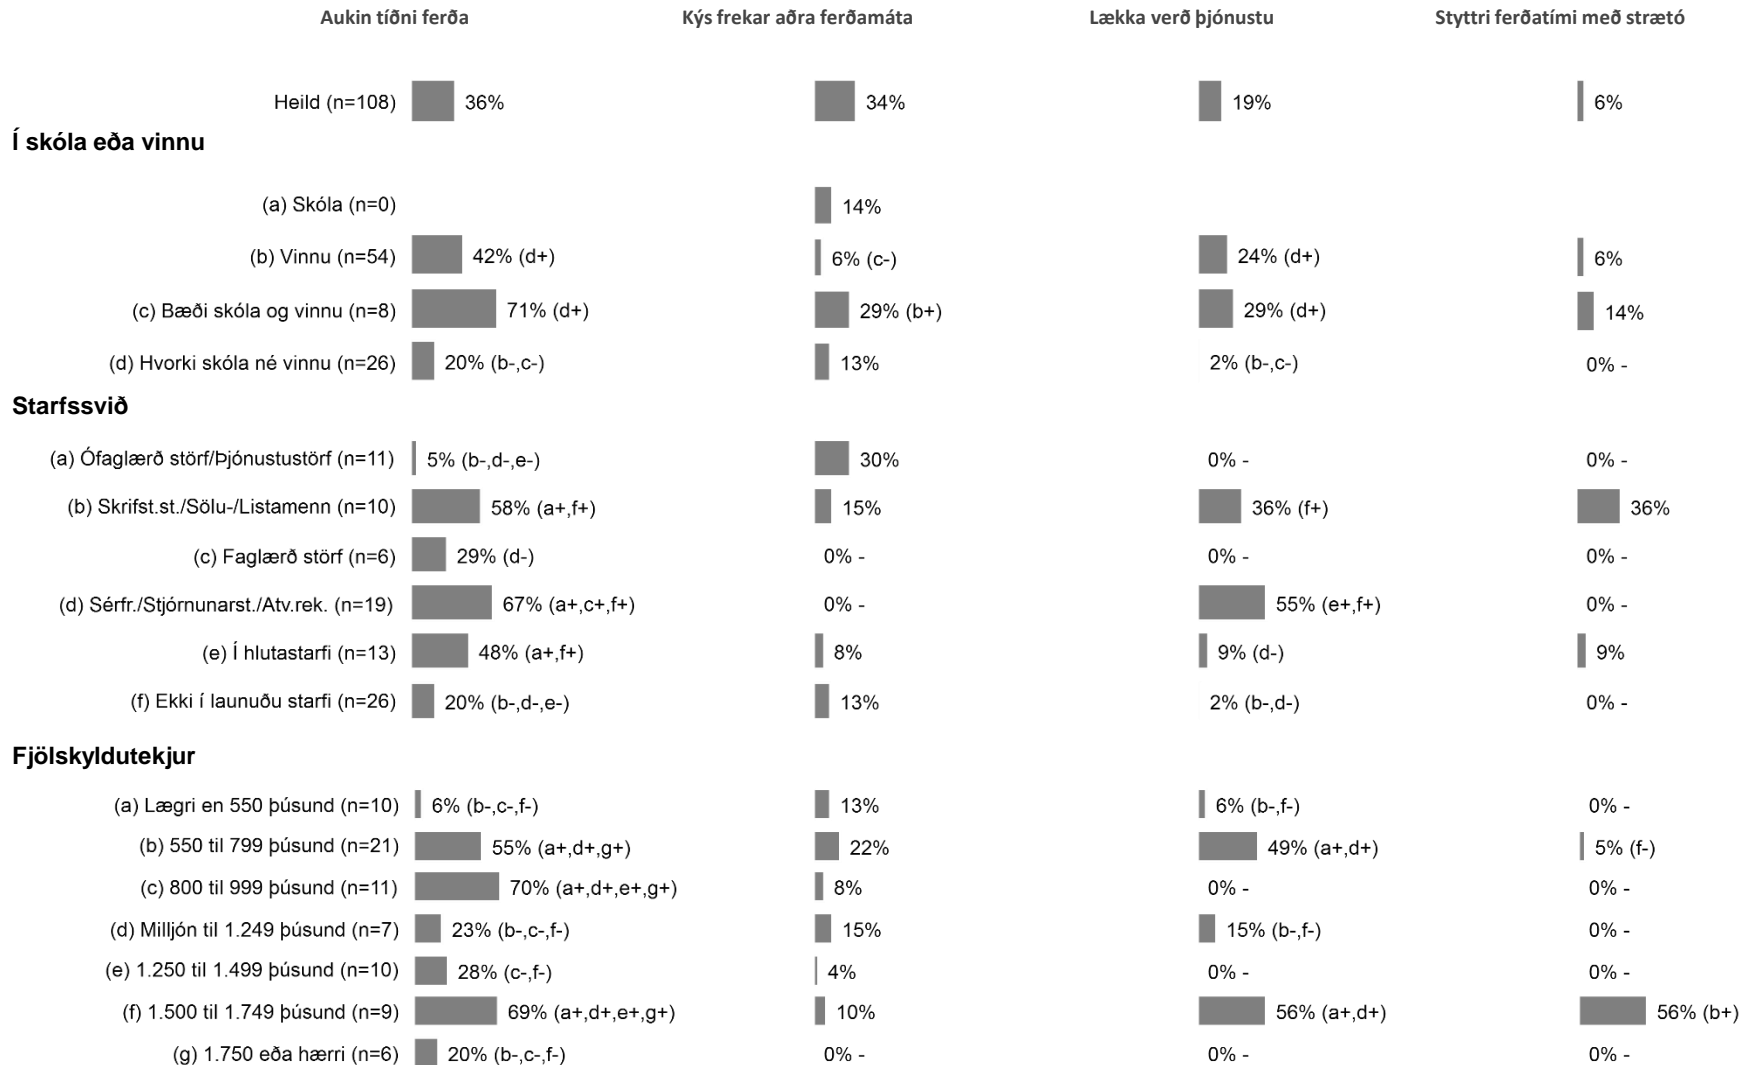 Aukin tíðni ferða Kýs frekar aðra ferðamáta Lækka verð þjónustu Styttri ferðatími með strætó
Heild (n=108) 36% 34% 19% 6%
Í skóla eða vinnu
(a) Skóla (n=0) 14%
(b) Vinnu (n=54) 42% (d+) 6% (c-) 24% (d+) 6%
(c) Bæði skóla og vinnu (n=8) 71% (d+) 29% (b+) 29% (d+) 14%
(d) Hvorki skóla né vinnu (n=26) 20% (b-,c-) 13% 2% (b-,c-) 0% -
Starfssvið
(a) Ófaglærð störf/Þjónustustörf (n=11) 5% (b-,d-,e-) 30% 0% - 0% -
(b) Skrifst.st./Sölu-/Listamenn (n=10) 58% (a+,f+) 15% 36% (f+) 36%
(c) Faglærð störf (n=6) 29% (d-) 0% - 0% - 0% -
(d) Sérfr./Stjórnunarst./Atv.rek. (n=19) 67% (a+,c+,f+) 0% - 55% (e+,f+) 0% -
(e) Í hlutastarfi (n=13) 48% (a+,f+) 8% 9% (d-) 9%
(f) Ekki í launuðu starfi (n=26) 20% (b-,d-,e-) 13% 2% (b-,d-) 0% -
Fjölskyldutekjur
(a) Lægri en 550 þúsund (n=10) 6% (b-,c-,f-) 13% 6% (b-,f-) 0% -
(b) 550 til 799 þúsund (n=21) 55% (a+,d+,g+) 22% 49% (a+,d+) 5% (f-)
(c) 800 til 999 þúsund (n=11) 70% (a+,d+,e+,g+) 8% 0% - 0% -
(d) Milljón til 1.249 þúsund (n=7) 23% (b-,c-,f-) 15% 15% (b-,f-) 0% -
(e) 1.250 til 1.499 þúsund (n=10) 28% (c-,f-) 4% 0% - 0% -
(f) 1.500 til 1.749 þúsund (n=9) 69% (a+,d+,e+,g+) 10% 56% (a+,d+) 56% (b+)
(g) 1.750 eða hærri (n=6) 20% (b-,c-,f-) 0% - 0% - 0% -